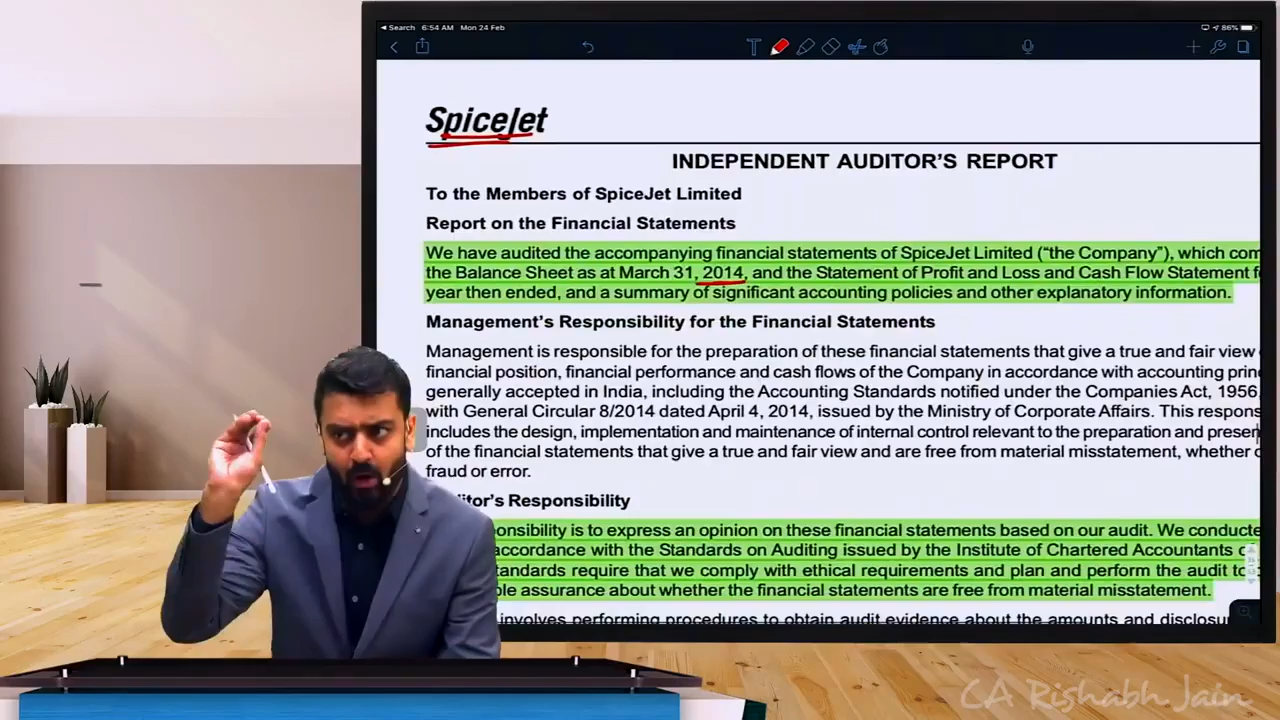 Search 6:54 AM Mon 24 Feb
86%
SpiceJet
INDEPENDENT AUDITOR'S REPORT
To the Members of SpiceJet Limited
Report on the Financial Statements
We have audited the accompanying financial statements of SpiceJet Limited (“the Company”), which com
the Balance Sheet as at March 31, 2014, and the Statement of Profit and Loss and Cash Flow Statement f
year then ended, and a summary of significant accounting policies and other explanatory information.
Management's Responsibility for the Financial Statements
Management is responsible for the preparation of these financial statements that give a true and fair view
financial position, financial performance and cash flows of the Company in accordance with accounting prin
generally accepted in India, including the Accounting Standards notified under the Companies Act, 1956,
with General Circular 8/2014 dated April 4, 2014, issued by the Ministry of Corporate Affairs. This respons
includes the design, implementation and maintenance of internal control relevant to the preparation and presen
of the financial statements that give a true and fair view and are free from material misstatement, whether
fraud or error.
itor's Responsibility
onsibility is to express an opinion on these financial statements based on our audit. We conducte
accordance with the Standards on Auditing issued by the Institute of Chartered Accountants
tandards require that we comply with ethical requirements and plan and perform the audit to
le assurance about whether the financial statements are free from material misstatement.
involves performing procedures to obtain audit evidence about the amounts and disclosu
CA Rishabh Jain